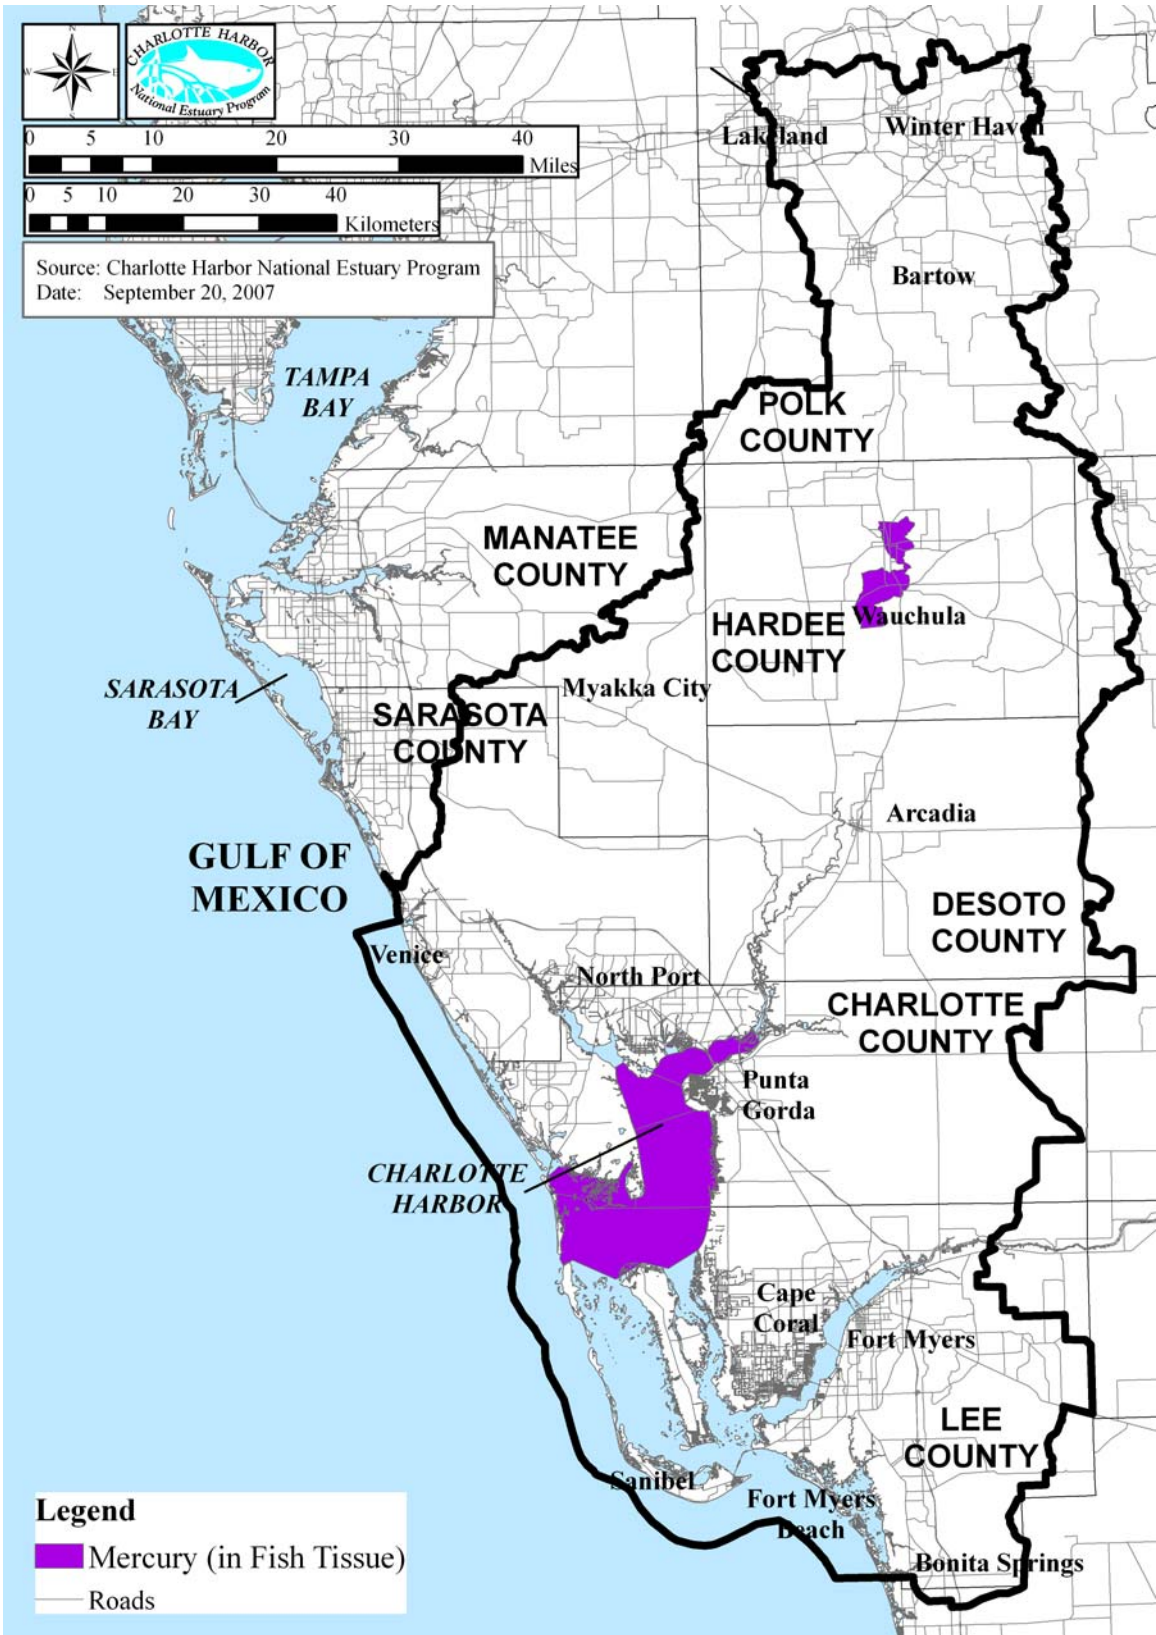 N
W
E
S
CHARLOTTE HARBOR
National Estuary Program
0 5 10 20 30 40
Miles
0 5 10 20 30 40
Kilometers
Source: Charlotte Harbor National Estuary Program
Date: September 20, 2007
Lakeland
Winter Haven
Bartow
TAMPA
BAY
POLK
COUNTY
MANATEE
COUNTY
HARDEE
COUNTY
Wauchula
SARASOTA
BAY
Myakka City
SARASOTA
COUNTY
Arcadia
GULF OF
MEXICO
DESOTO
COUNTY
Venice
North Port
CHARLOTTE
COUNTY
Punta
Gorda
CHARLOTTE
HARBOR
Cape
Coral
Fort Myers
LEE
COUNTY
Sanibel
Fort Myers
Beach
Bonita Springs
Legend
Mercury (in Fish Tissue)
Roads